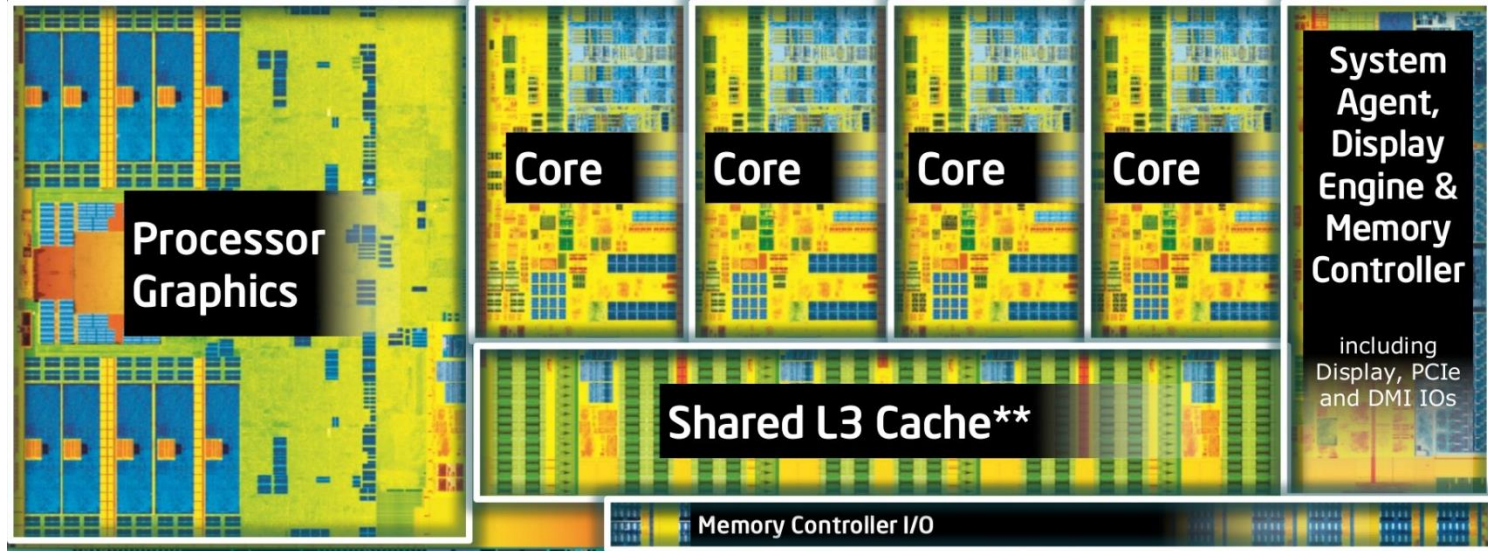 Processor
Graphics
Core
Core
Core
Core
System
Agent,
Display
Engine &
Memory
Controller
including
Display, PCIe
and DMI IOs
Shared L3 Cache**
Memory Controller I/O